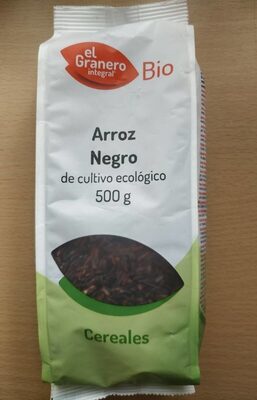 el
Granero
integral
Bio
Arroz
Negro
de cultivo ecológico
500 g
Cereales